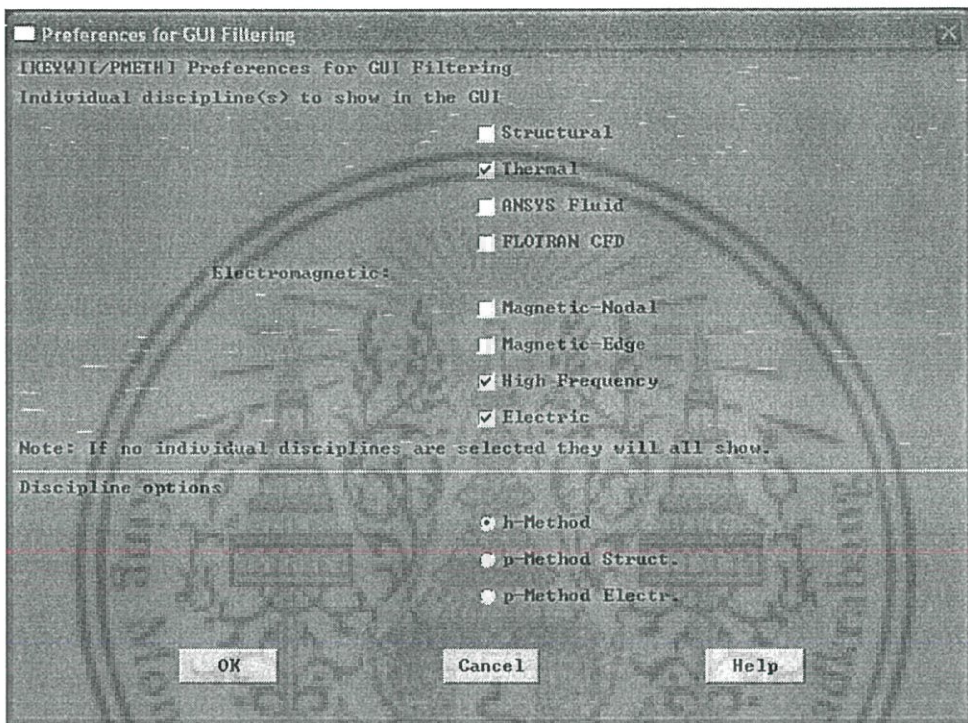 Preferences for GUI Filtering
[KEYW][/PMETH] Preferences for GUI Filtering
Individual discipline(s) to show in the GUI
Structural
Thermal
ANSYS Fluid
FLOTRAN CFD
Electromagnetic:
Magnetic-Nodal
Magnetic-Edge
High Frequency
Electric
Note: If no individual disciplines are selected they will all show.
Discipline options
h-Method
p-Method Struct.
p-Method Electr.
OK
Cancel
Help